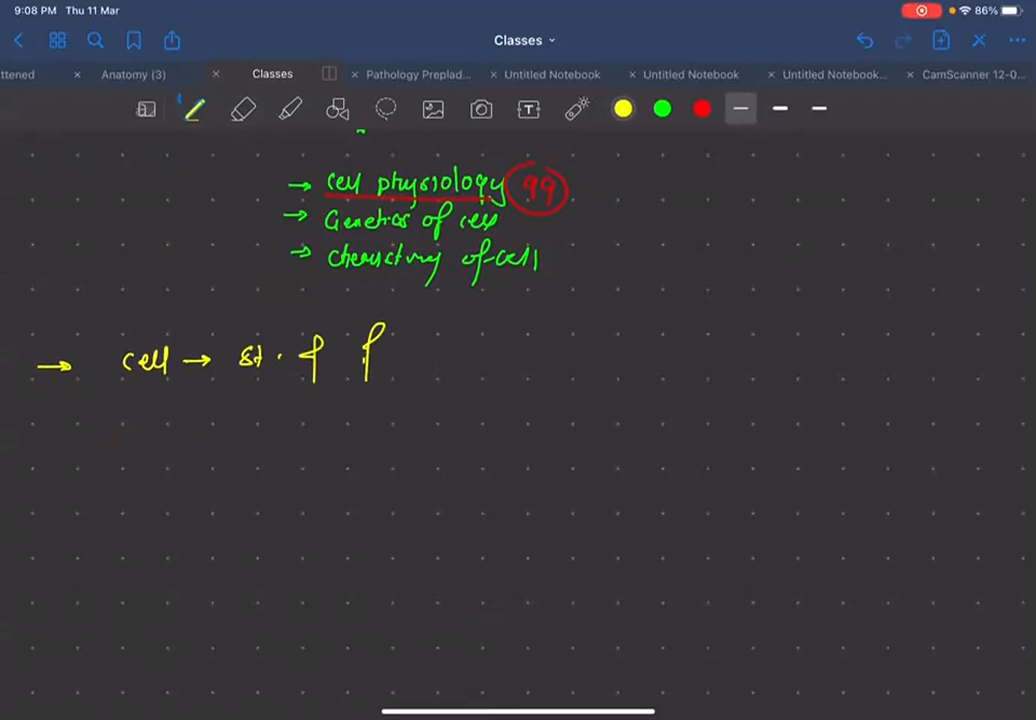 9:08 PM Thu 11 Mar 86%
Classes
ttened Anatomy (3) Classes Pathology Preplad... Untitled Notebook Untitled Notebook Untitled Notebook... CamScanner 12-0...
→ cell physiology 99
→ Genetics of cell
→ chemistry of cell
→ cell → st. f f